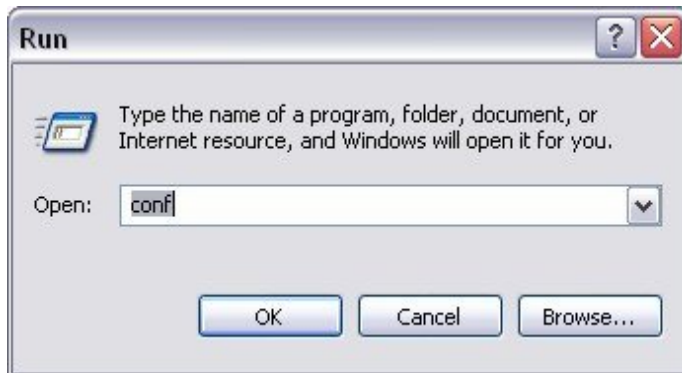 Run
Type the name of a program, folder, document, or
Internet resource, and Windows will open it for you.
Open: conf
OK Cancel Browse...